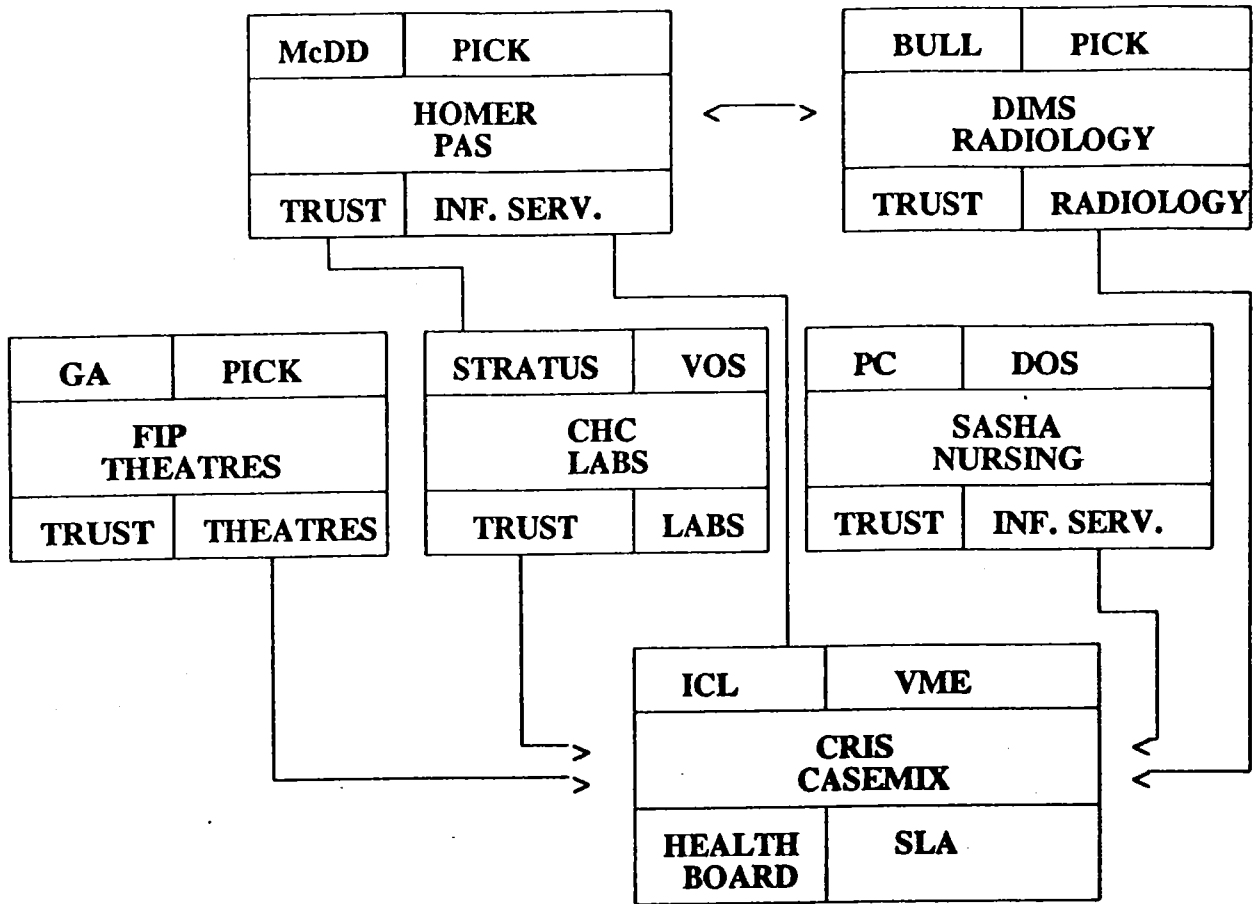 McDD PICK
HOMER
PAS
TRUST INF. SERV.
BULL PICK
DIMS
RADIOLOGY
TRUST RADIOLOGY
GA PICK
FIP
THEATRES
TRUST THEATRES
STRATUS VOS
CHC
LABS
TRUST LABS
PC DOS
SASHA
NURSING
TRUST INF. SERV.
ICL VME
CRIS
CASEMIX
HEALTH SLA
BOARD